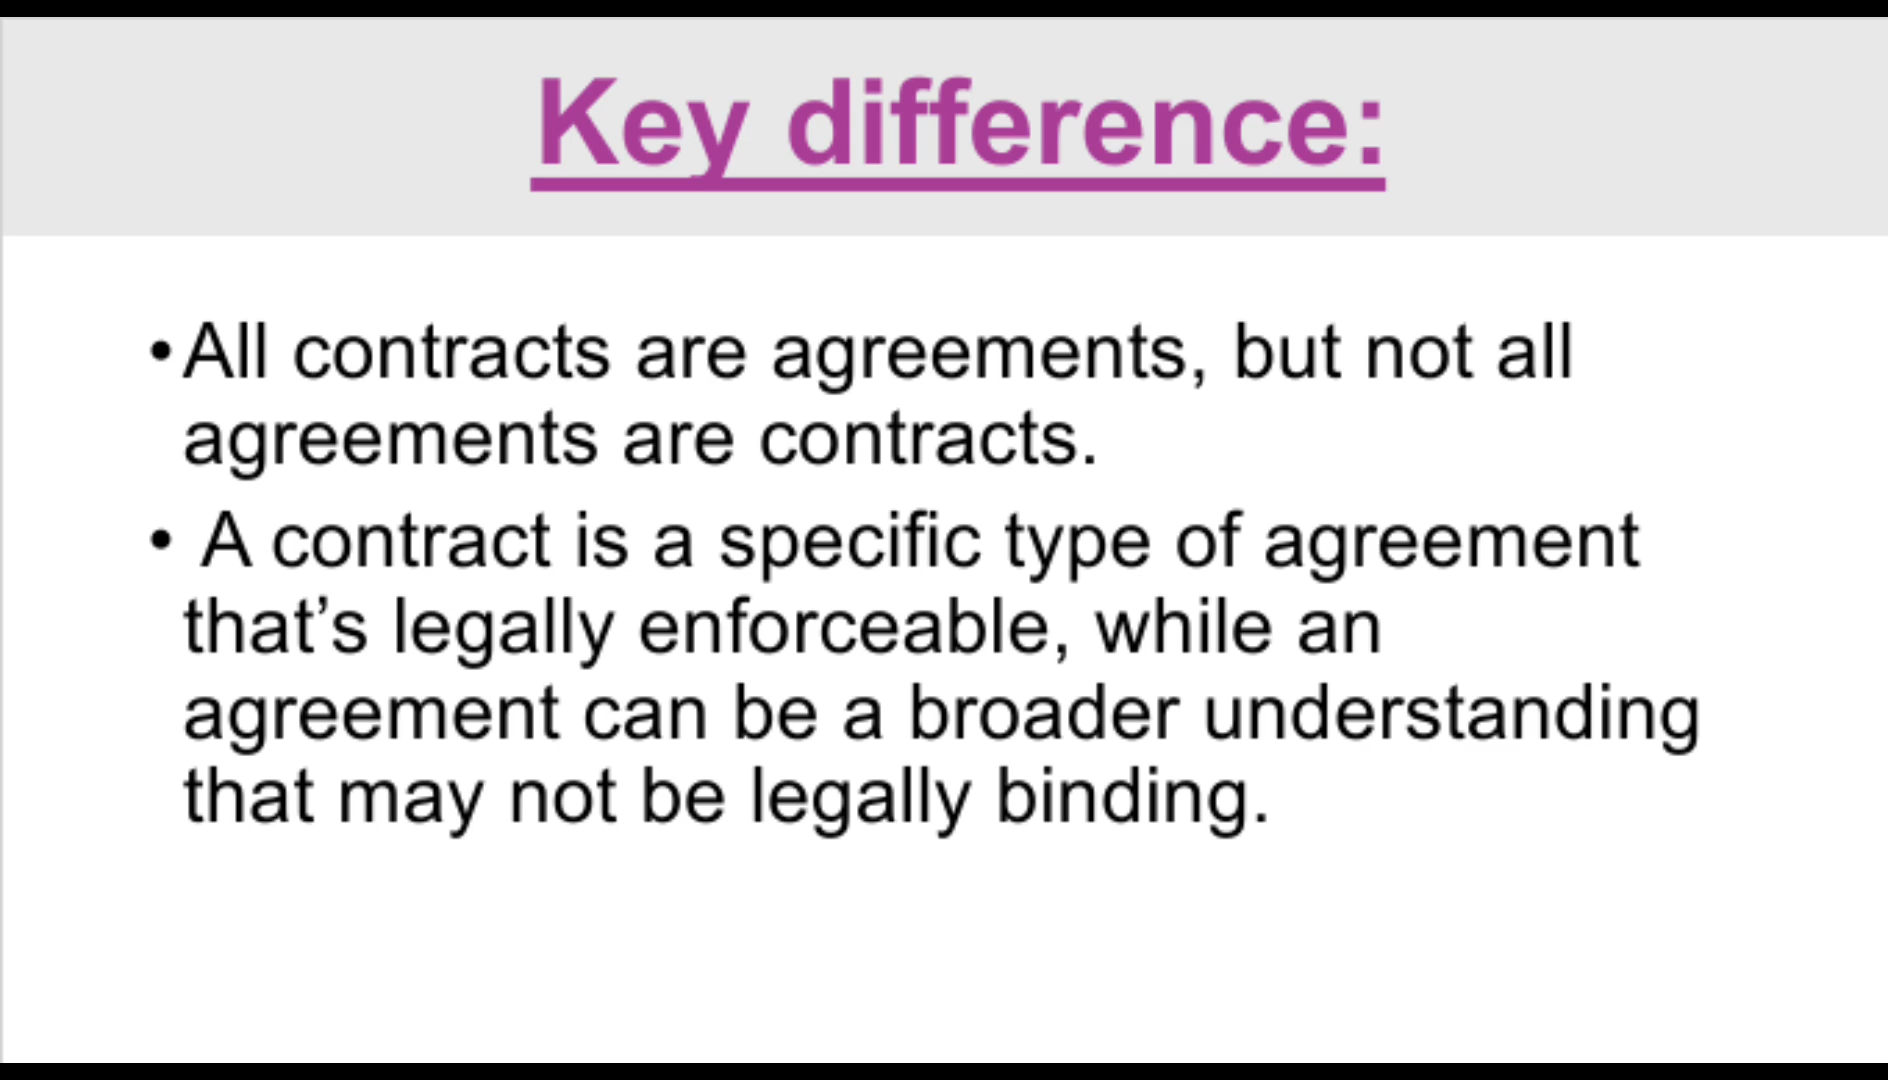 Key difference:
•All contracts are agreements, but not all
agreements are contracts.
• A contract is a specific type of agreement
that’s legally enforceable, while an
agreement can be a broader understanding
that may not be legally binding.